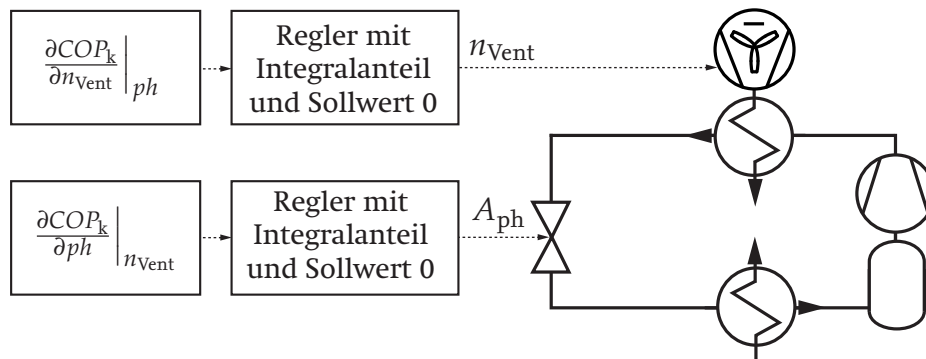 ∂COP_k/∂n_Vent |_ph
Regler mit
Integralanteil
und Sollwert 0
n_Vent
∂COP_k/∂ph |_n_Vent
Regler mit
Integralanteil
und Sollwert 0
A_ph